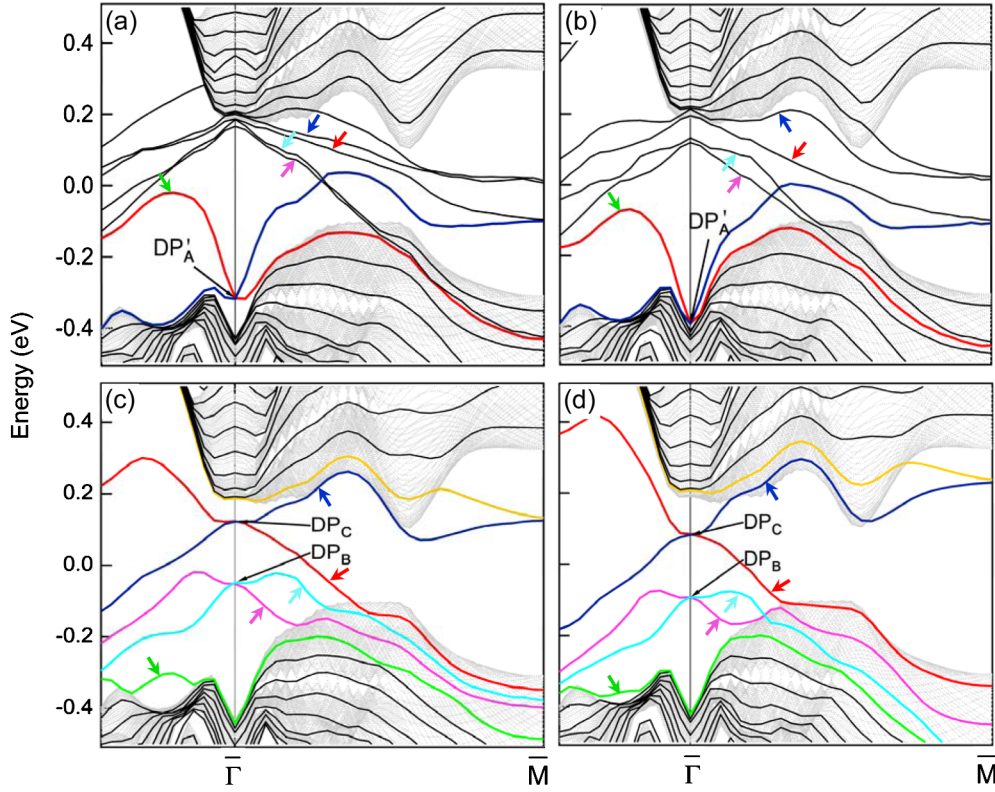 (a)
(b)
0.4
0.2
0.0
-0.2
-0.4
DP'A
DP'A
(c)
(d)
0.4
0.2
0.0
-0.2
-0.4
DPC
DPB
DPC
DPB
Energy (eV)
Γ̅ M̅ Γ̅ M̅